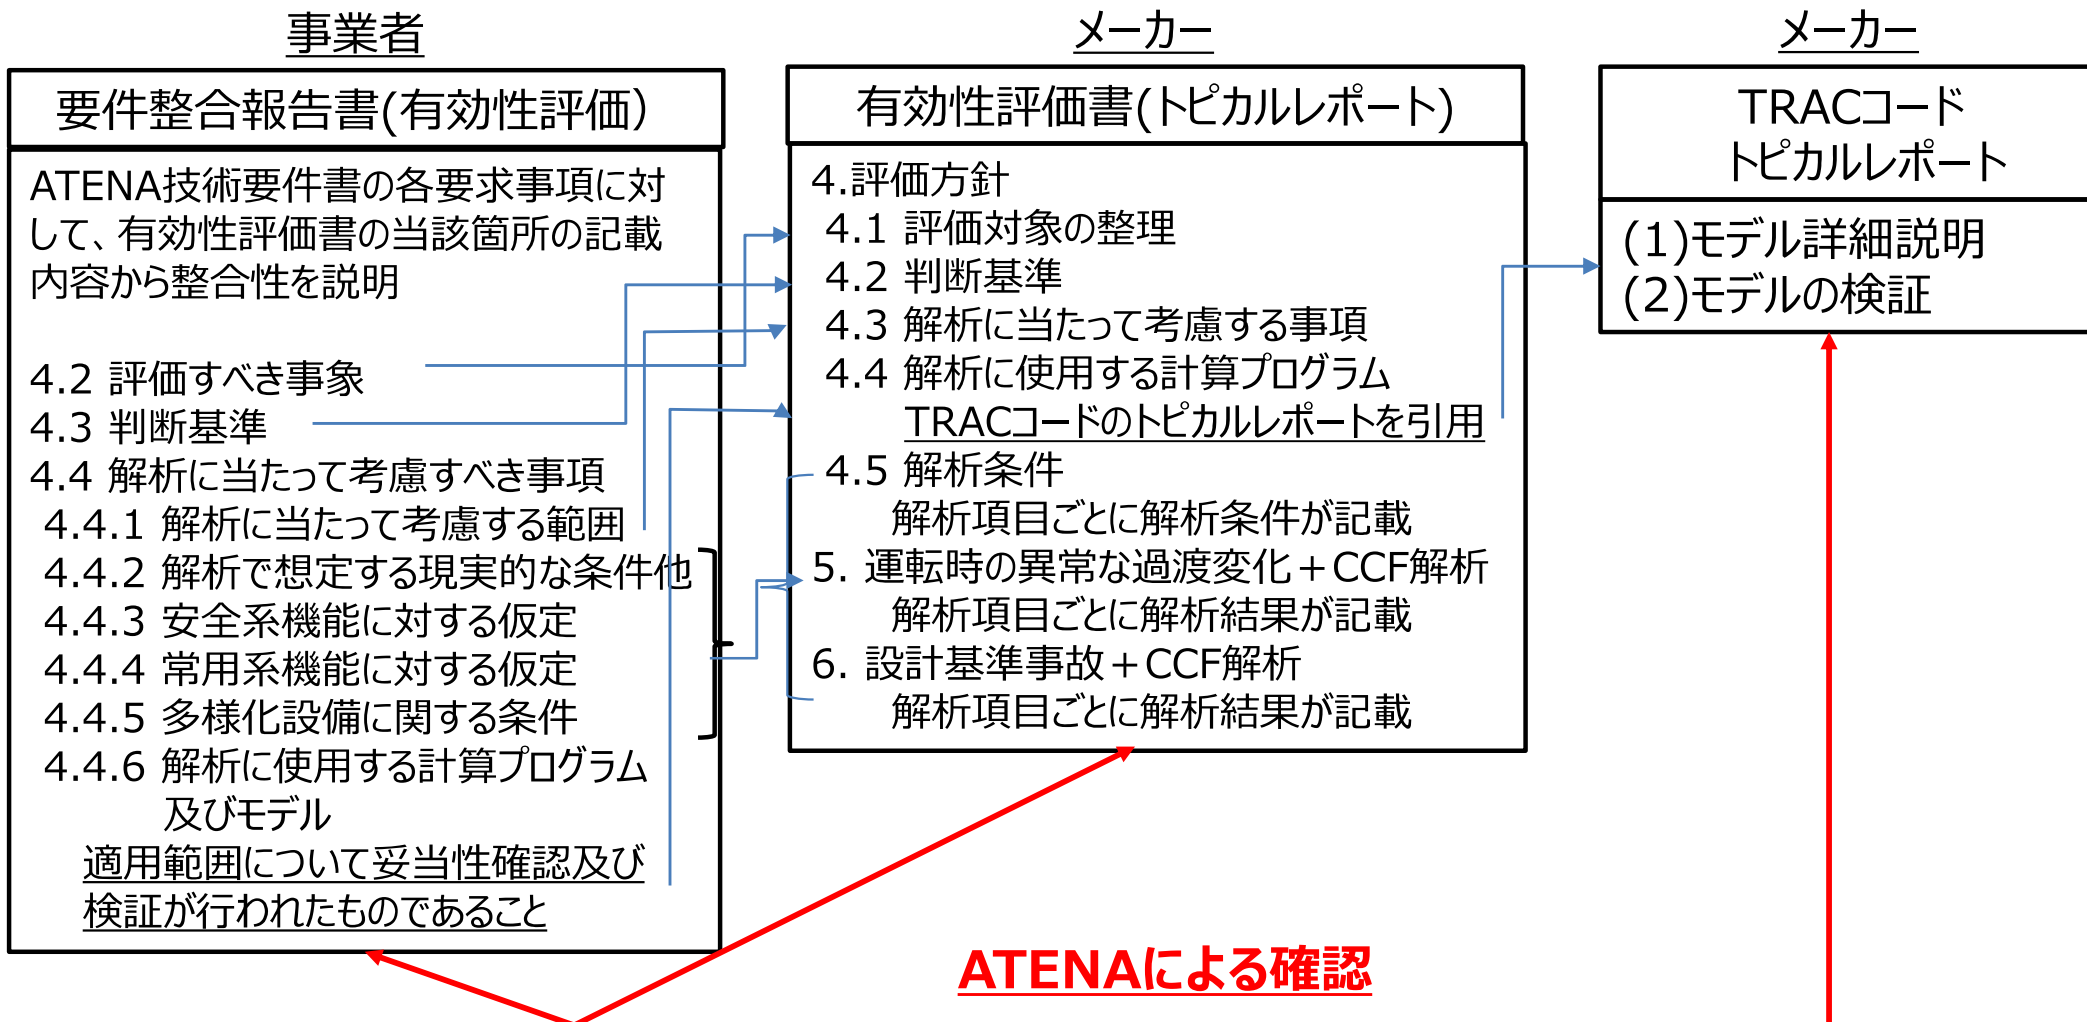 事業者
要件整合報告書(有効性評価)
ATENA技術要件書の各要求事項に対
して、有効性評価書の当該箇所の記載
内容から整合性を説明
4.2 評価すべき事象
4.3 判断基準
4.4 解析に当たって考慮すべき事項
4.4.1 解析に当たって考慮する範囲
4.4.2 解析で想定する現実的な条件他
4.4.3 安全系機能に対する仮定
4.4.4 常用系機能に対する仮定
4.4.5 多様化設備に関する条件
4.4.6 解析に使用する計算プログラム
及びモデル
適用範囲について妥当性確認及び
検証が行われたものであること
メーカー
有効性評価書(トピカルレポート)
4.評価方針
4.1 評価対象の整理
4.2 判断基準
4.3 解析に当たって考慮する事項
4.4 解析に使用する計算プログラム
TRACコードのトピカルレポートを引用
4.5 解析条件
解析項目ごとに解析条件が記載
5. 運転時の異常な過渡変化＋CCF解析
解析項目ごとに解析結果が記載
6. 設計基準事故＋CCF解析
解析項目ごとに解析結果が記載
メーカー
TRACコード
トピカルレポート
(1)モデル詳細説明
(2)モデルの検証
ATENAによる確認